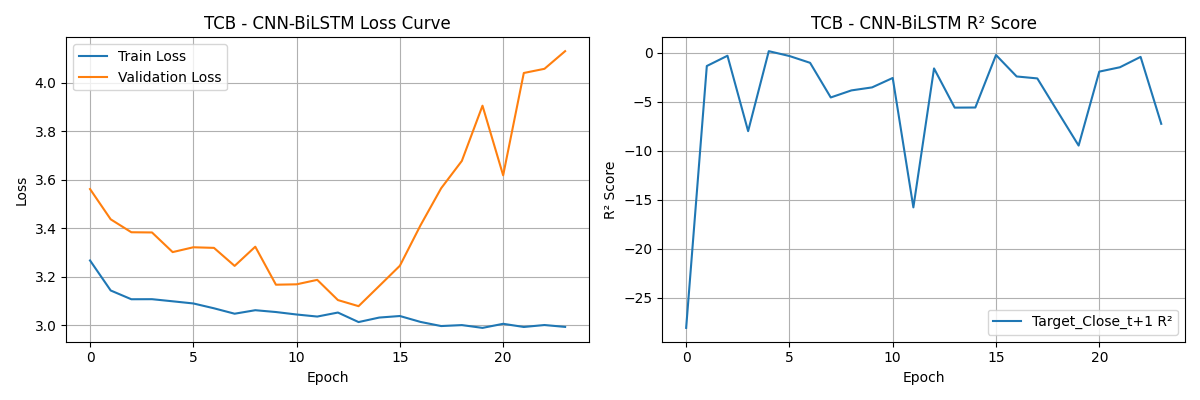 TCB - CNN-BiLSTM Loss Curve
Train Loss
Validation Loss
4.0
3.8
3.6
3.4
3.2
3.0
Loss
0
5
10
15
20
Epoch
TCB - CNN-BiLSTM R² Score
0
−5
−10
−15
−20
−25
R² Score
Target_Close_t+1 R²
0
5
10
15
20
Epoch